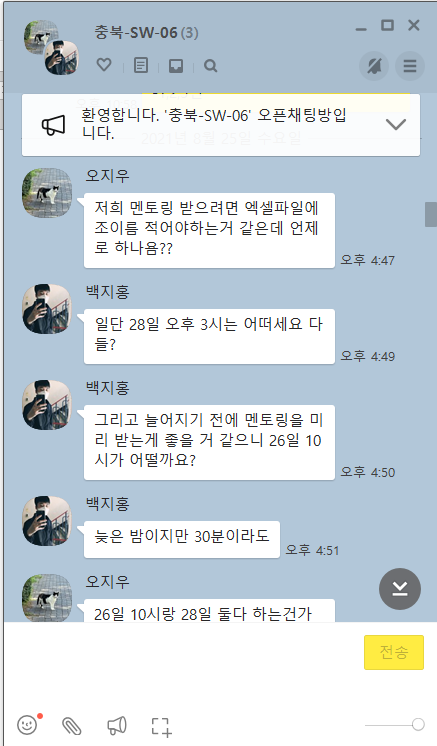 충북-SW-06 (3)
환영합니다. '충북-SW-06' 오픈채팅방입
니다.
2021년 8월 25일 수요일
오지우
저희 멘토링 받으려면 엑셀파일에
조이름 적어야하는거 같은데 언제
로 하나욤??
오후 4:47
백지홍
일단 28일 오후 3시는 어떠세요 다
들?
오후 4:49
백지홍
그리고 늘어지기 전에 멘토링을 미
리 받는게 좋을 거 같으니 26일 10
시가 어떨까요?
오후 4:50
백지홍
늦은 밤이지만 30분이라도
오후 4:51
오지우
26일 10시랑 28일 둘다 하는건가
전송